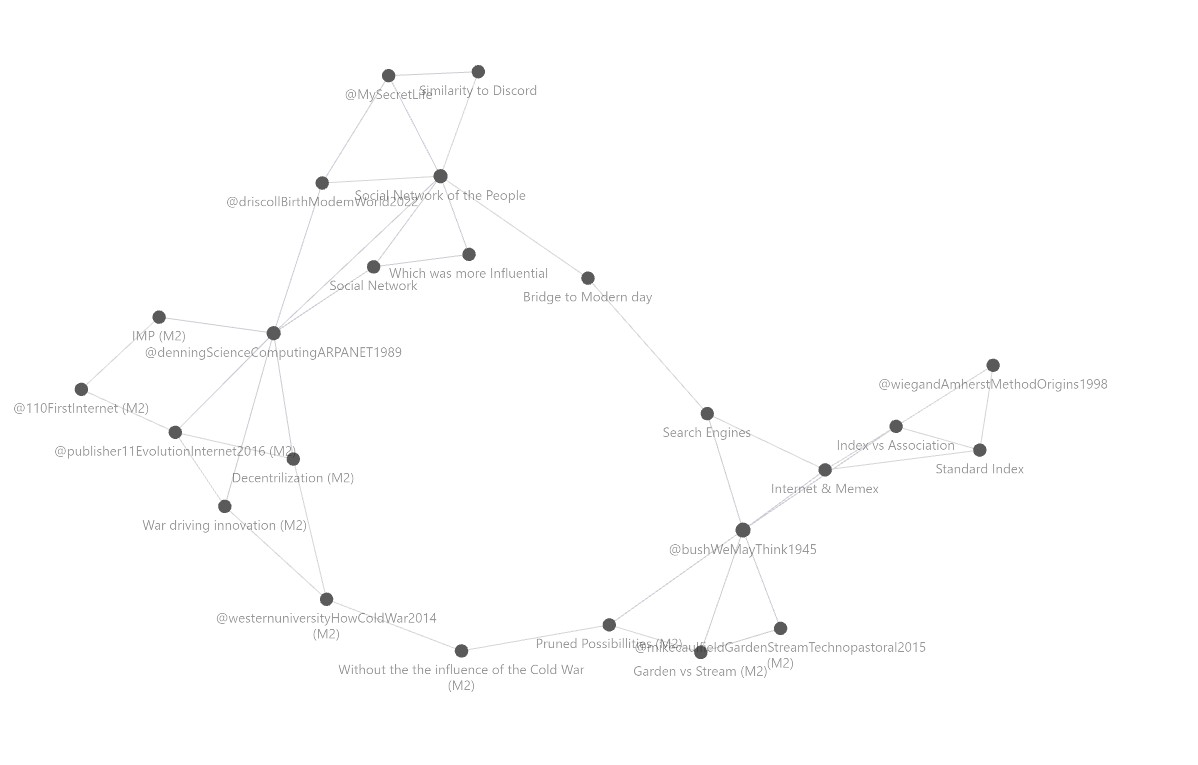 @MySecretLife
Similarity to Discord
@driscollBirthModemWorld2022
Social Network of the People
Which was more Influential
Social Network
Bridge to Modern day
IMP (M2)
@denningScienceComputingARPANET1989
@110FirstInternet (M2)
@publisher11EvolutionInternet2016 (M2)
Decentrilization (M2)
War driving innovation (M2)
@wiegandAmherstMethodOrigins1998
Search Engines
Index vs Association
Standard Index
Internet & Memex
@bushWeMayThink1945
@westernuniversityHowColdWar2014
(M2)
Without the the influence of the Cold War
(M2)
Pruned Possibillities (M2)
@mikecaulfieldGardenStreamTechnopastoral2015
(M2)
Garden vs Stream (M2)